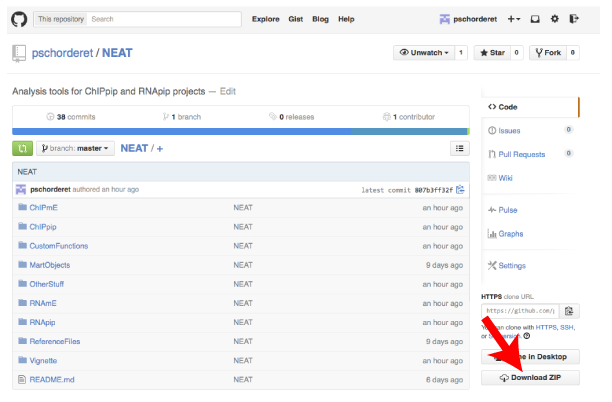 This repository Search Explore Gist Blog Help pschorderet
pschorderet / NEAT Unwatch 1 Star 0 Fork 0
Analysis tools for ChIPpip and RNApip projects — Edit
38 commits 1 branch 0 releases 1 contributor
branch: master NEAT / +
NEAT
pschorderet authored an hour ago latest commit 807b3ff32f
ChIPmE NEAT an hour ago
ChIPpip NEAT an hour ago
CustomFunctions NEAT an hour ago
MartObjects NEAT 9 days ago
OtherStuff NEAT an hour ago
RNAmE NEAT an hour ago
RNApip NEAT an hour ago
ReferenceFiles NEAT 9 days ago
Vignette NEAT an hour ago
README.md NEAT 6 days ago
Code
Issues 0
Pull Requests 0
Wiki
Pulse
Graphs
Settings
HTTPS clone URL
https://github.com/
clone with HTTPS, SSH,
or
in Desktop
Download ZIP